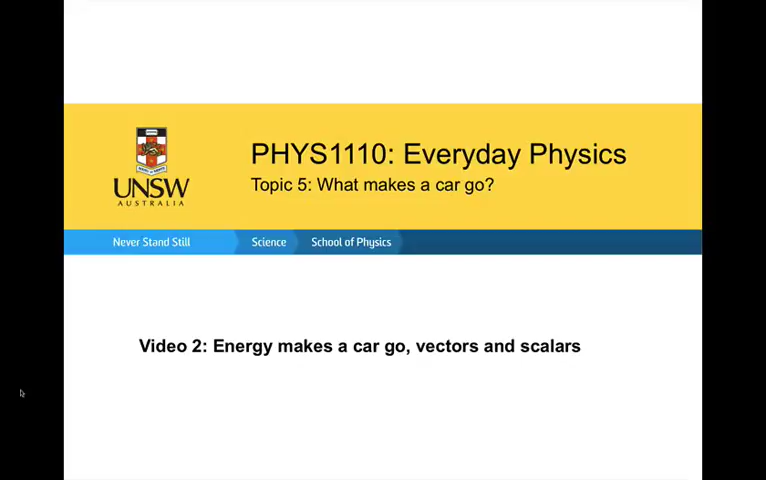 PHYS1110: Everyday Physics
Topic 5: What makes a car go?
UNSW
AUSTRALIA
Never Stand Still
Science
School of Physics
Video 2: Energy makes a car go, vectors and scalars